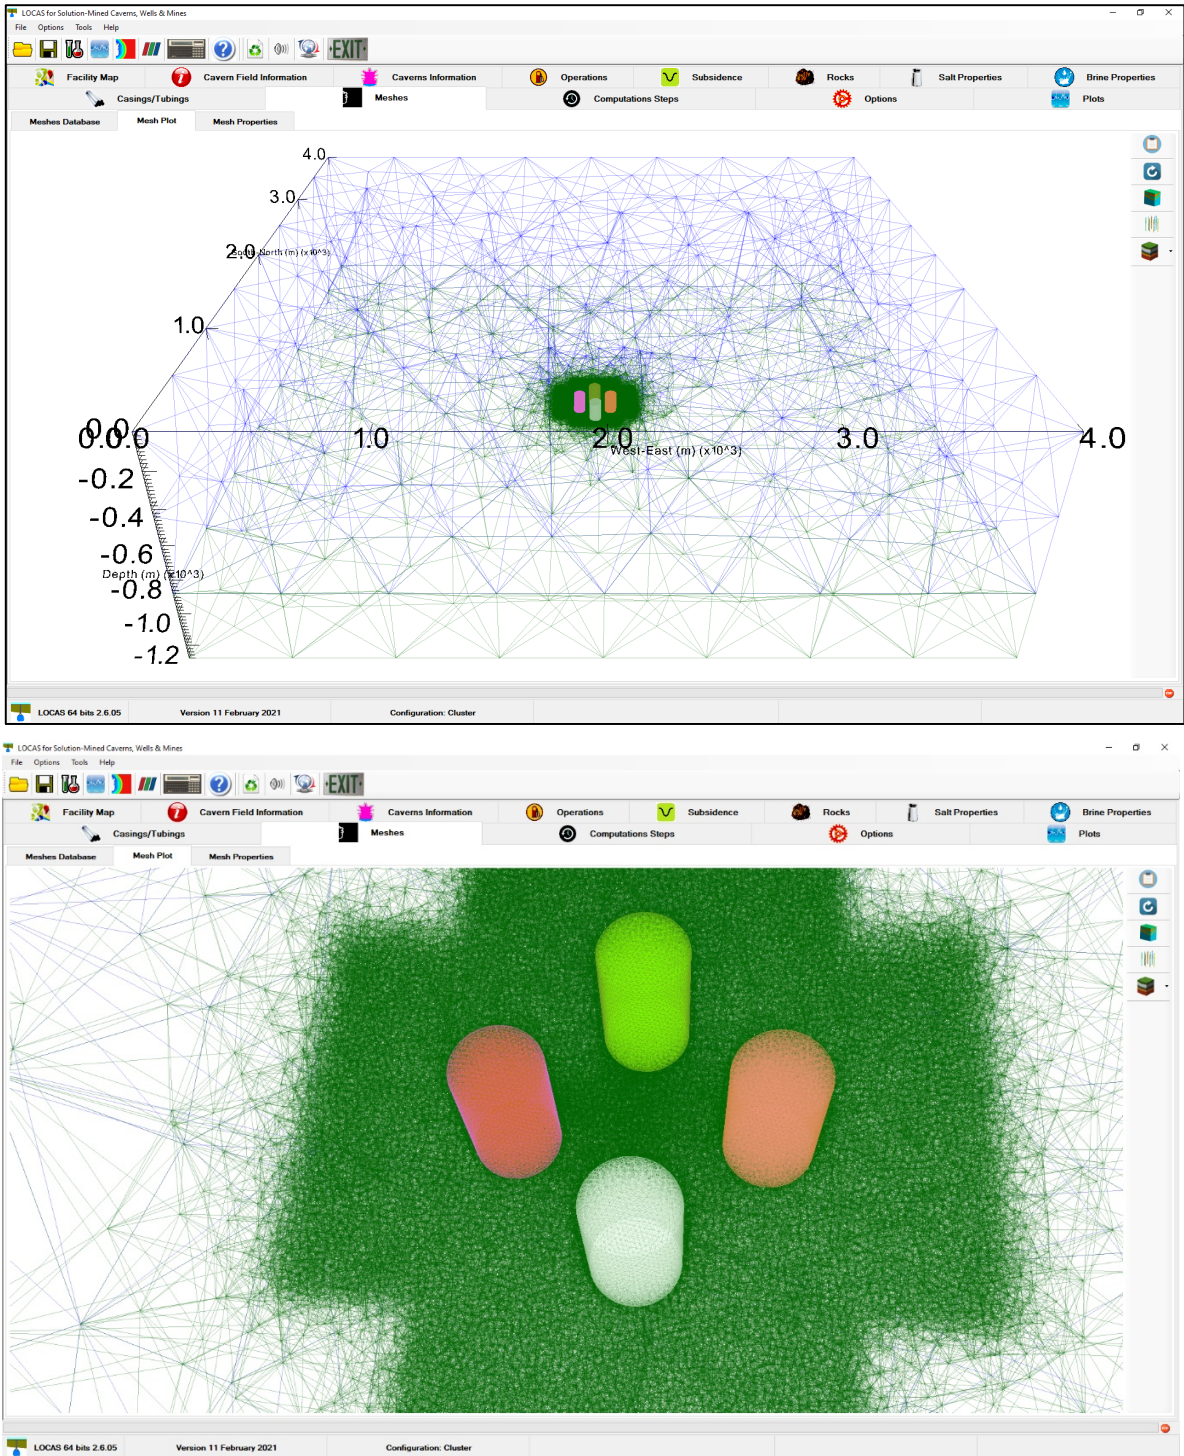 LOCAS for Solution-Mined Caverns, Wells & Mines
File Options Tools Help
EXIT
Facility Map Cavern Field Information Caverns Information Operations Subsidence Rocks Salt Properties Brine Properties
Casings/Tubings Meshes Computations Steps Options Plots
Meshes Database Mesh Plot Mesh Properties
4.0
3.0
2.0
South-North (m) (x10^3)
1.0
0.0 0.0 0.0 1.0 2.0 3.0 4.0
West-East (m) (x10^3)
-0.2
-0.4
-0.6
Depth (m) (x10^3)
-0.8
-1.0
-1.2
LOCAS 64 bits 2.6.05 Version 11 February 2021 Configuration: Cluster
LOCAS for Solution-Mined Caverns, Wells & Mines
File Options Tools Help
EXIT
Facility Map Cavern Field Information Caverns Information Operations Subsidence Rocks Salt Properties Brine Properties
Casings/Tubings Meshes Computations Steps Options Plots
Meshes Database Mesh Plot Mesh Properties
LOCAS 64 bits 2.6.05 Version 11 February 2021 Configuration: Cluster